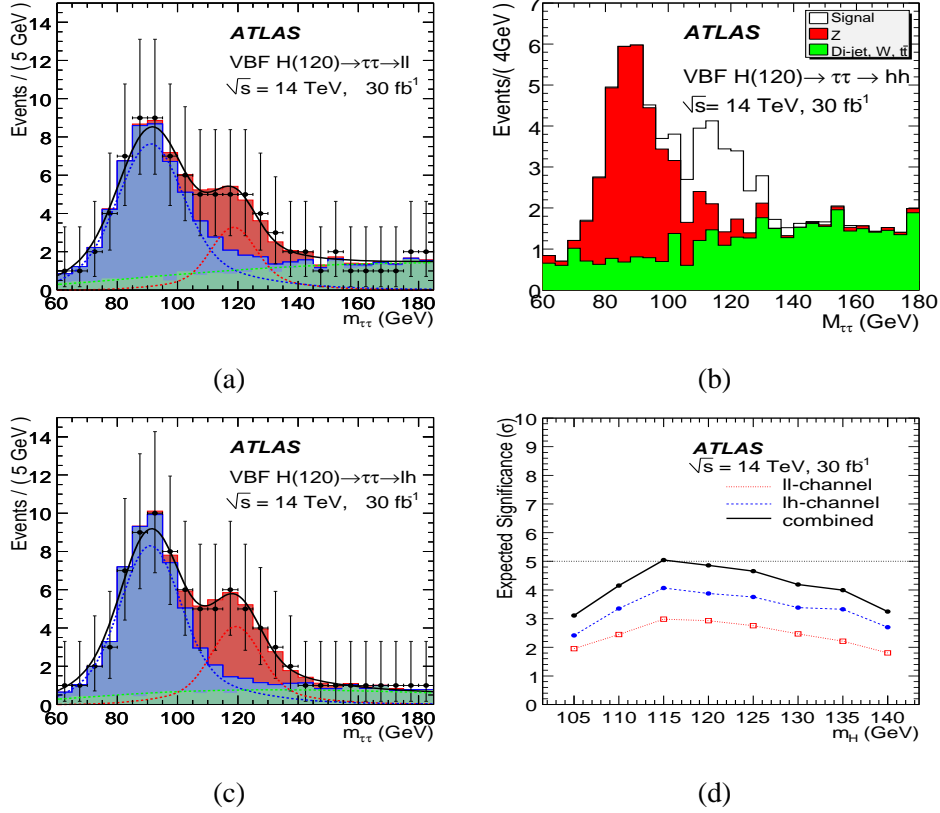 Events / ( 5 GeV )
14
12
10
8
6
4
2
0
ATLAS
VBF H(120)→ττ→ll
√s = 14 TeV, 30 fb⁻¹
60 80 100 120 140 160 180
mττ (GeV)
(a)
Events/( 4GeV)
7
6
5
4
3
2
1
0
ATLAS
Signal
Z
Di-jet, W, tt̄
VBF H(120)→ ττ → hh
√s= 14 TeV, 30 fb⁻¹
60 80 100 120 140 160 180
Mττ (GeV)
(b)
Events / ( 5 GeV )
14
12
10
8
6
4
2
0
ATLAS
VBF H(120)→ττ→lh
√s = 14 TeV, 30 fb⁻¹
60 80 100 120 140 160 180
mττ (GeV)
(c)
Expected Significance (σ)
10
9
8
7
6
5
4
3
2
1
0
ATLAS
√s = 14 TeV, 30 fb⁻¹
ll-channel
lh-channel
combined
105 110 115 120 125 130 135 140
m_H (GeV)
(d)